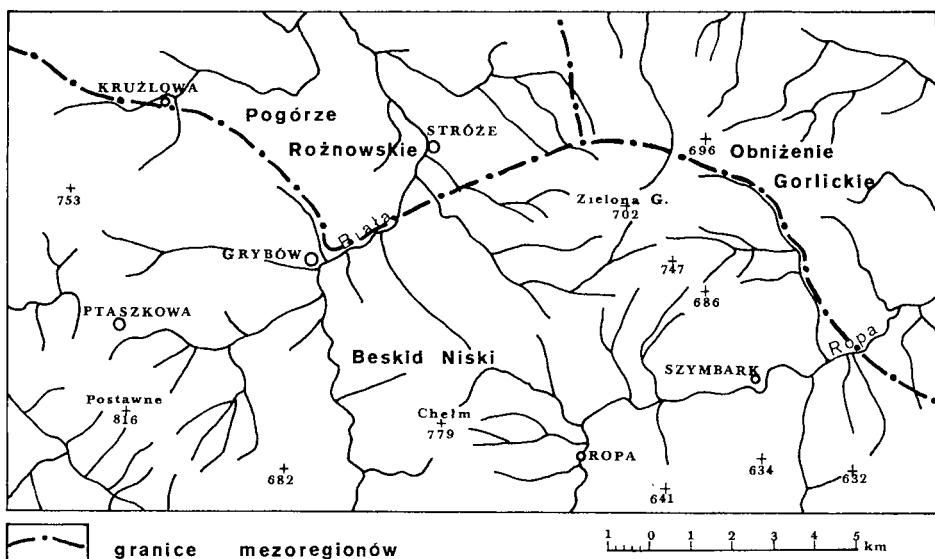 KRUŻLOWA
Pogórze
Rożnowskie
STRÓŻE
696
Obniżenie
Gorlickie
753
Zielona G.
702
Biała
GRYBÓW
747
686
PTASZKOWA
Ropa
Beskid Niski
SZYMBARK
Postawne
816
Chełm
779
ROPA
682
641
634
632
granice mezoregionów
1 0 1 2 3 4 5
km